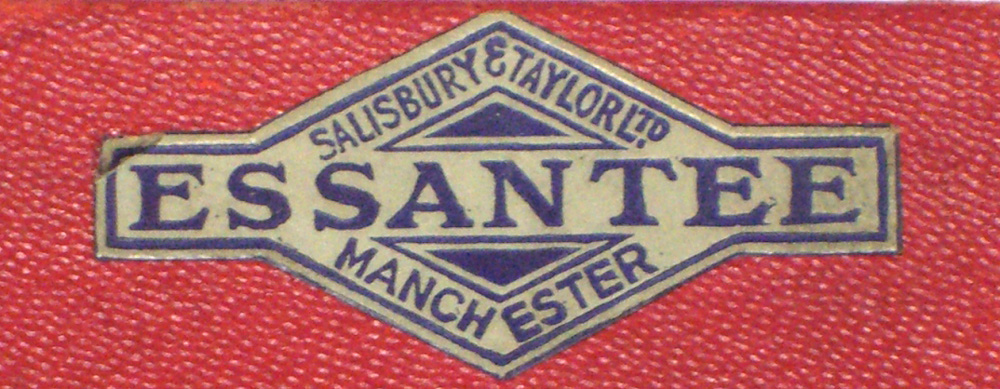 SALISBURY & TAYLOR LTD
ESSANTEE
MANCHESTER